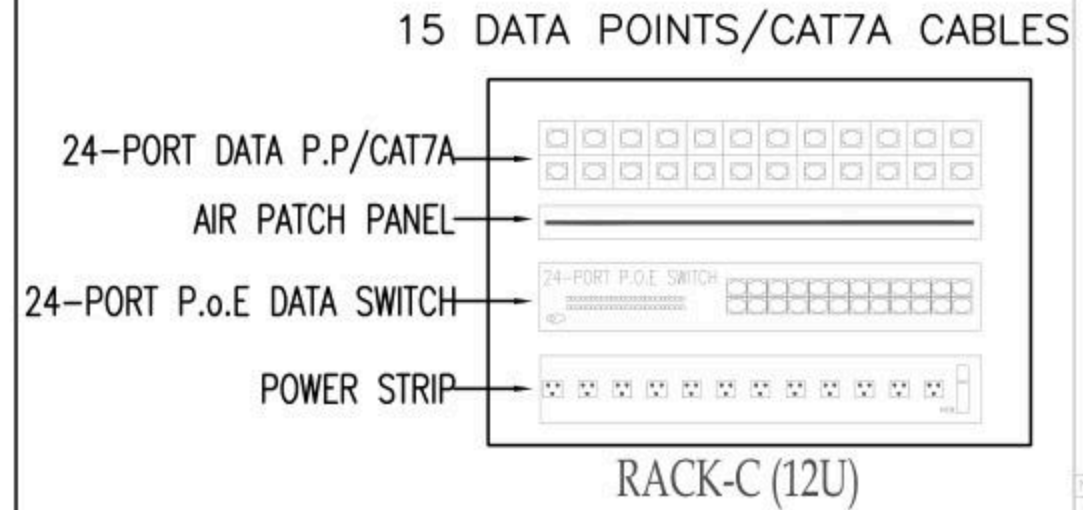 15 DATA POINTS/CAT7A CABLES
24-PORT DATA P.P/CAT7A
AIR PATCH PANEL
24-PORT P.O.E SWITCH
24-PORT P.o.E DATA SWITCH
POWER STRIP
RACK-C (12U)